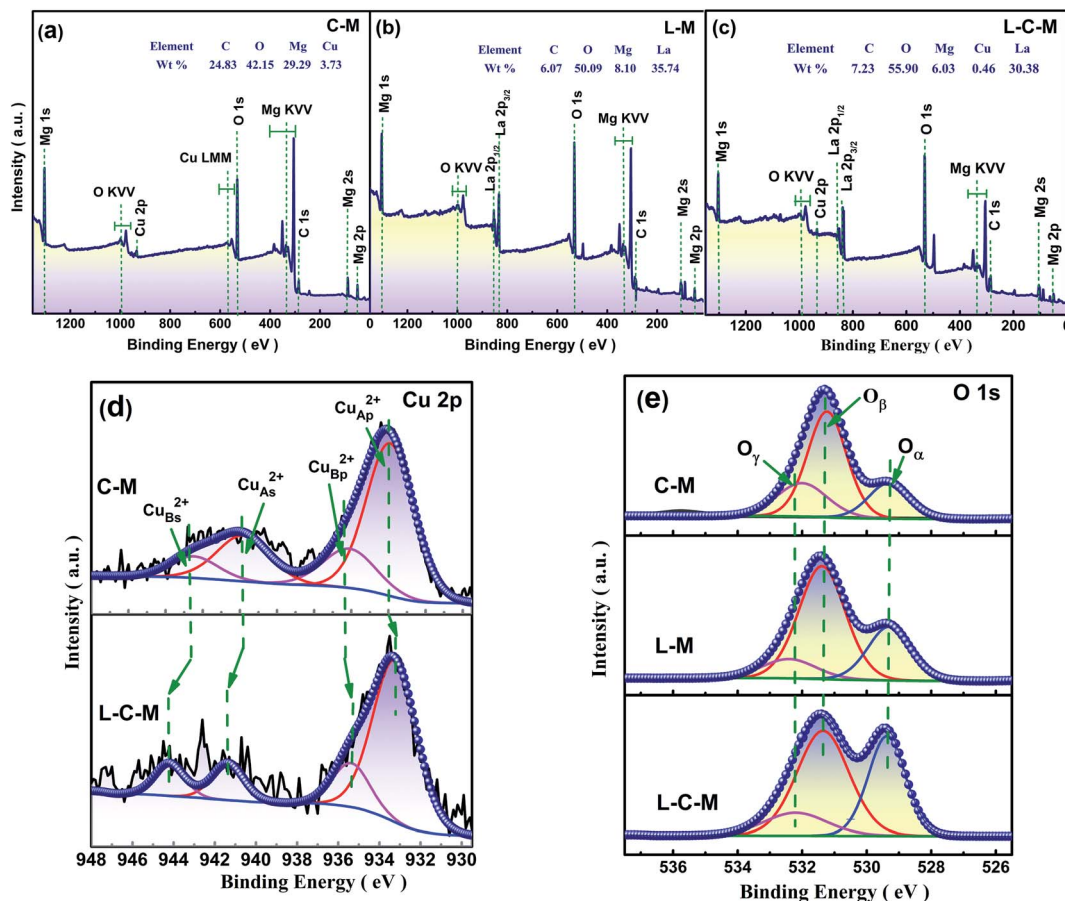 (a)
C-M
Element C O Mg Cu
Wt % 24.83 42.15 29.29 3.73
Mg 1s
O KVV
Cu 2p
Cu LMM
O 1s
Mg KVV
C 1s
Mg 2s
Mg 2p
Intensity (a.u.)
1200 1000 800 600 400 200 0
Binding Energy ( eV )
(b)
L-M
Element C O Mg La
Wt % 6.07 50.09 8.10 35.74
Mg 1s
O KVV
La 2p1/2
La 2p3/2
O 1s
Mg KVV
C 1s
Mg 2s
Mg 2p
1200 1000 800 600 400 200
Binding Energy ( eV )
(c)
L-C-M
Element C O Mg Cu La
Wt % 7.23 55.90 6.03 0.46 30.38
Mg 1s
O KVV
Cu 2p
La 2p1/2
La 2p3/2
O 1s
Mg KVV
C 1s
Mg 2s
Mg 2p
1200 1000 800 600 400 200 0
Binding Energy ( eV )
(d)
Cu 2p
C-M
CuBs2+
CuAs2+
CuBp2+
CuAp2+
L-C-M
Intensity ( a.u.)
948 946 944 942 940 938 936 934 932 930
Binding Energy ( eV )
(e)
O 1s
Oγ
Oβ
Oα
C-M
L-M
L-C-M
Intensity ( a.u.)
536 534 532 530 528 526
Binding Energy ( eV )